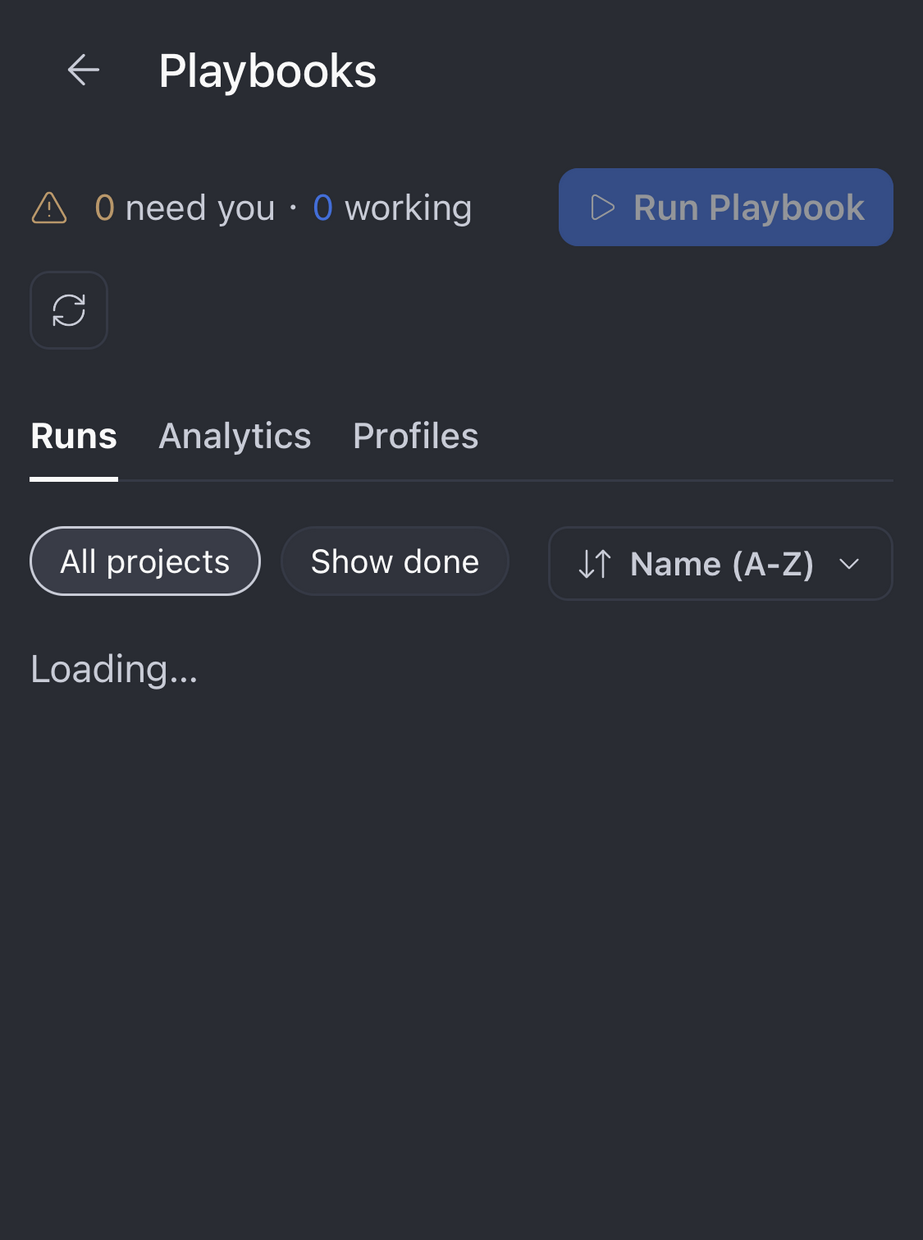 Playbooks
0 need you · 0 working
Run Playbook
Runs Analytics Profiles
All projects Show done Name (A-Z)
Loading...